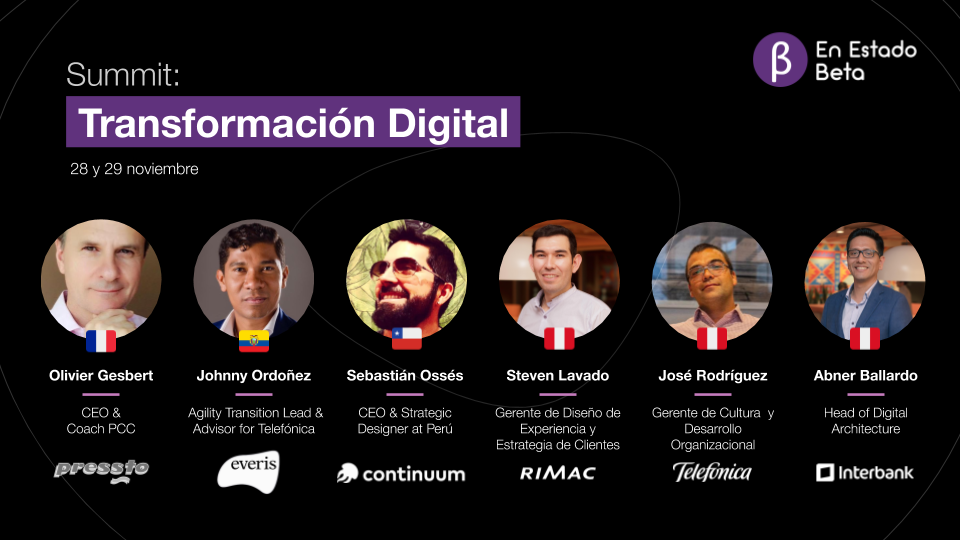 En Estado
Beta
β
Summit:
Transformación Digital
28 y 29 noviembre
Olivier Gesbert
CEO &
Coach PCC
pressto
Johnny Ordoñez
Agility Transition Lead &
Advisor for Telefónica
everis
Sebastián Ossés
CEO & Strategic
Designer at Perú
continuum
Steven Lavado
Gerente de Diseño de
Experiencia y
Estrategia de Clientes
RIMAC
José Rodríguez
Gerente de Cultura y
Desarrollo
Organizacional
Telefónica
Abner Ballardo
Head of Digital
Architecture
Interbank